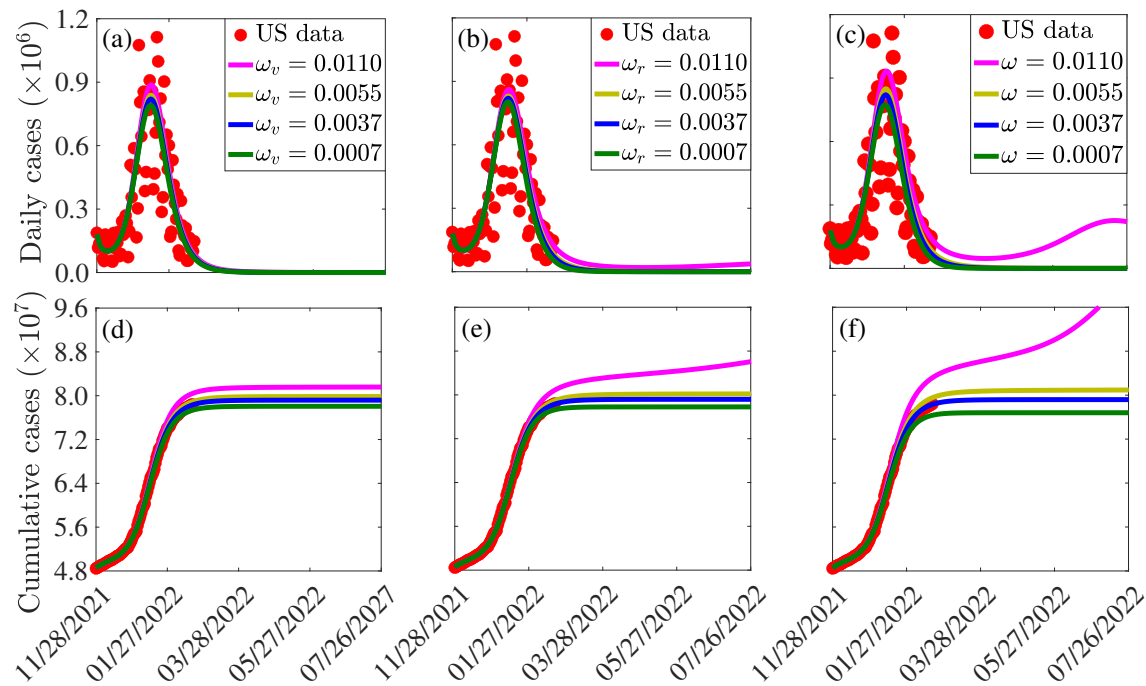 Daily cases (×10⁶)
1.2
0.9
0.6
0.3
0.0
(a)
US data
ωᵥ = 0.0110
ωᵥ = 0.0055
ωᵥ = 0.0037
ωᵥ = 0.0007
(b)
US data
ωᵣ = 0.0110
ωᵣ = 0.0055
ωᵣ = 0.0037
ωᵣ = 0.0007
(c)
US data
ω = 0.0110
ω = 0.0055
ω = 0.0037
ω = 0.0007
Cumulative cases (×10⁷)
9.6
8.8
8.0
7.2
6.4
5.6
4.8
(d)
11/28/2021
01/27/2022
03/28/2022
05/27/2022
07/26/2027
(e)
11/28/2021
01/27/2022
03/28/2022
05/27/2022
07/26/2022
(f)
11/28/2021
01/27/2022
03/28/2022
05/27/2022
07/26/2022